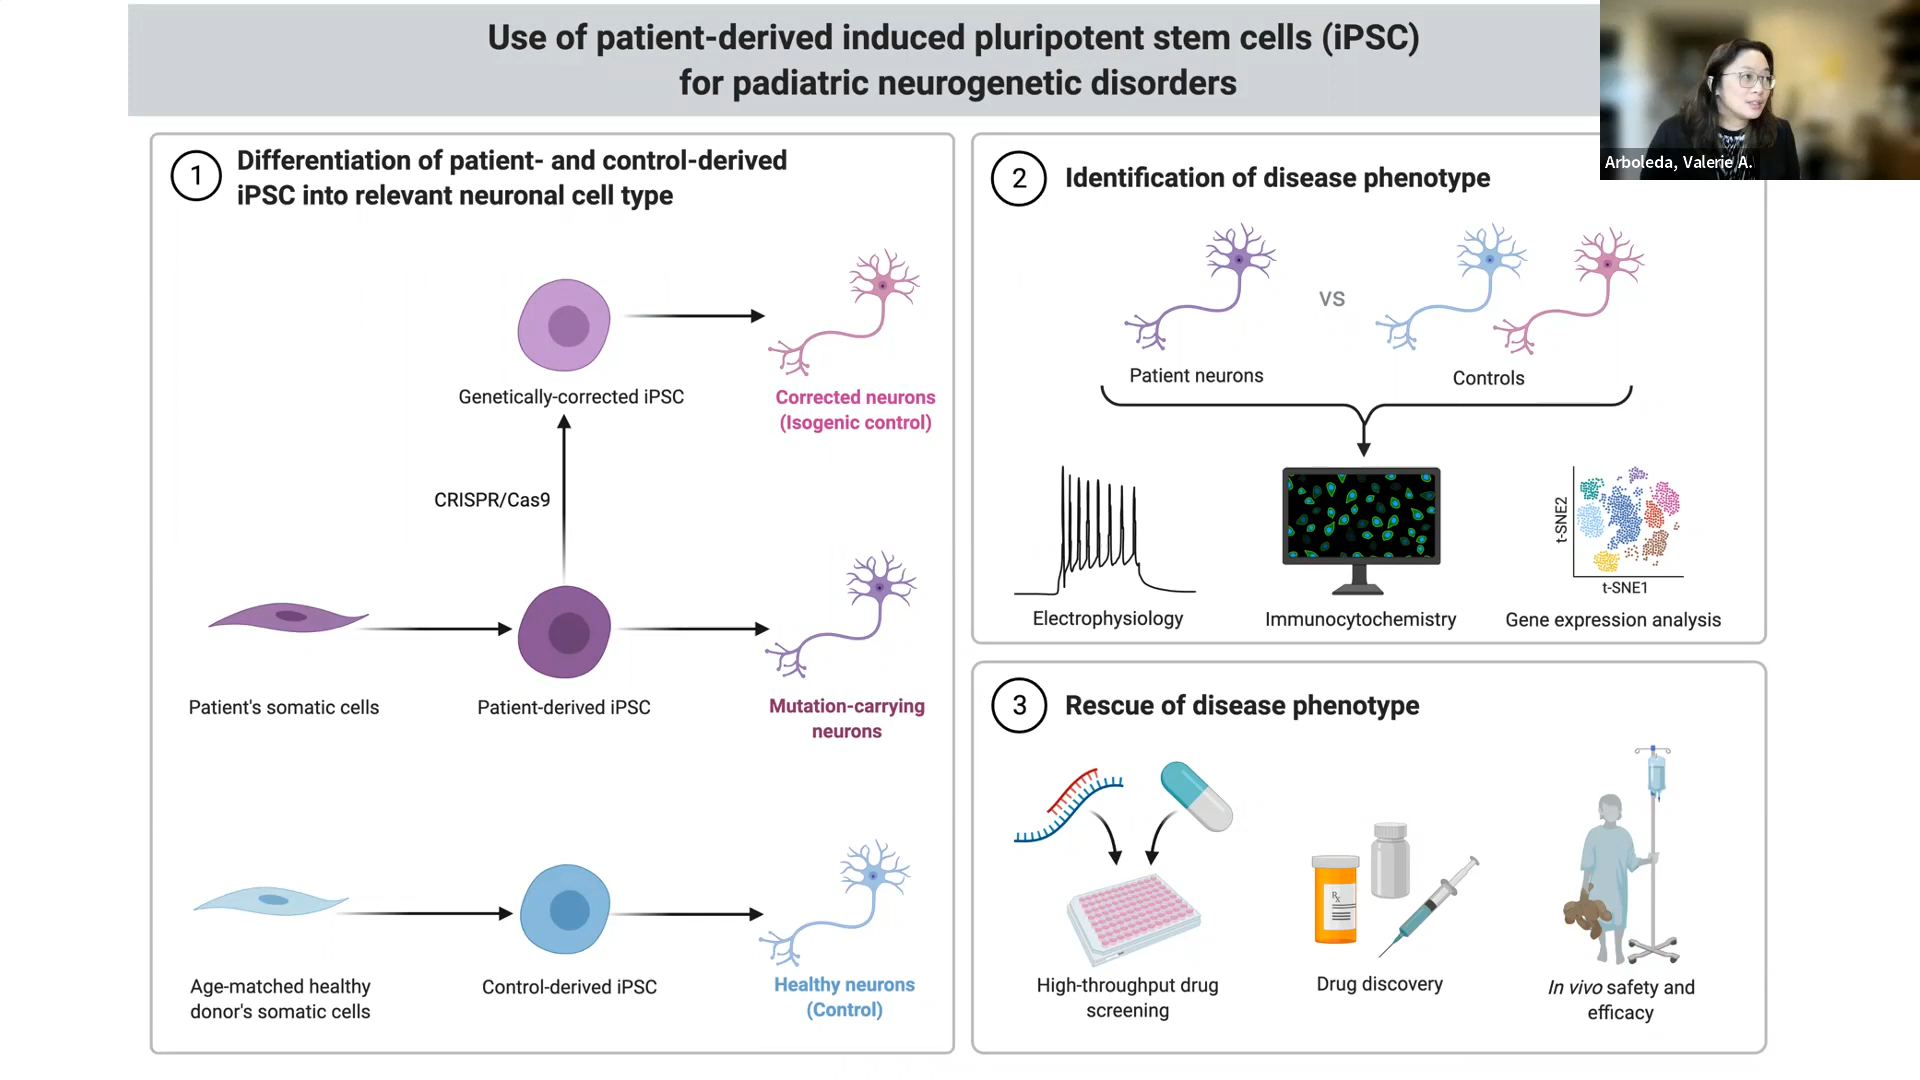 Use of patient-derived induced pluripotent stem cells (iPSC)
for padiatric neurogenetic disorders
Arboleda, Valerie A.
1
Differentiation of patient- and control-derived
iPSC into relevant neuronal cell type
Genetically-corrected iPSC
Corrected neurons
(Isogenic control)
CRISPR/Cas9
Patient's somatic cells
Patient-derived iPSC
Mutation-carrying
neurons
Age-matched healthy
donor's somatic cells
Control-derived iPSC
Healthy neurons
(Control)
2
Identification of disease phenotype
VS
Patient neurons
Controls
t-SNE2
t-SNE1
Electrophysiology
Immunocytochemistry
Gene expression analysis
3
Rescue of disease phenotype
Rx
High-throughput drug
screening
Drug discovery
In vivo safety and
efficacy